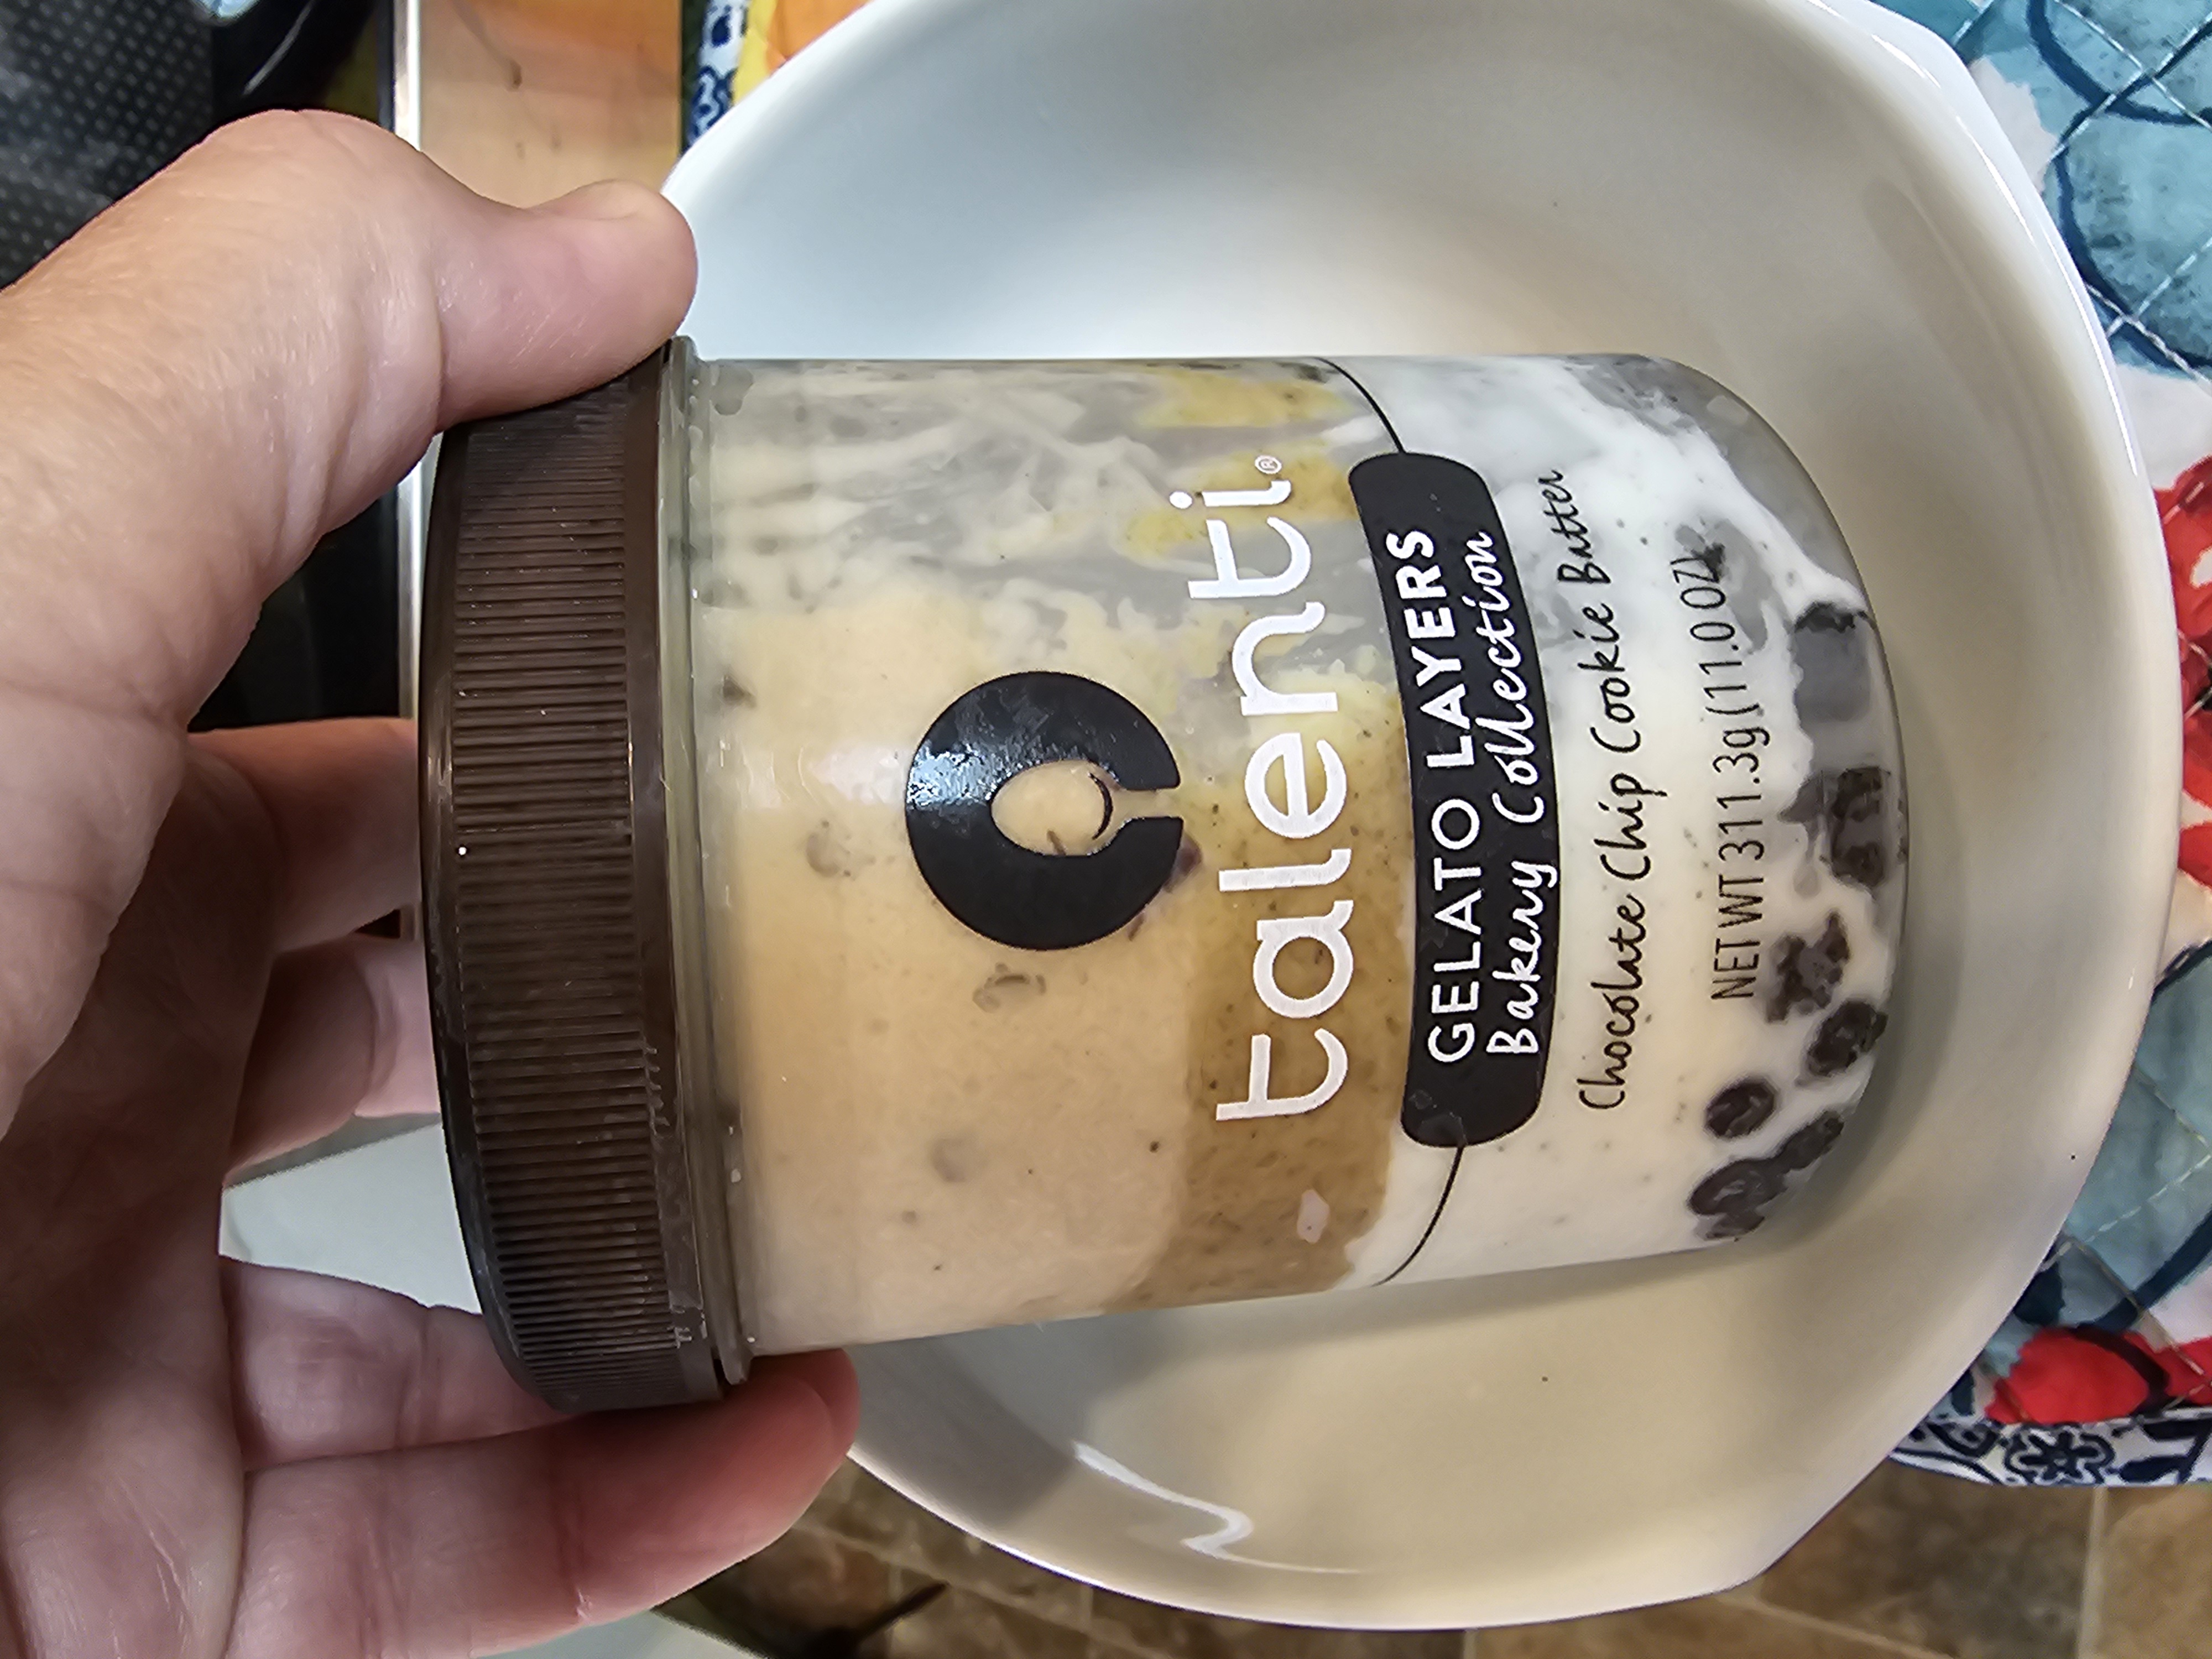 talenti®
GELATO LAYERS
Bakery Collection
Chocolate Chip Cookie Butter
NET WT 311.3g (11.0 OZ)